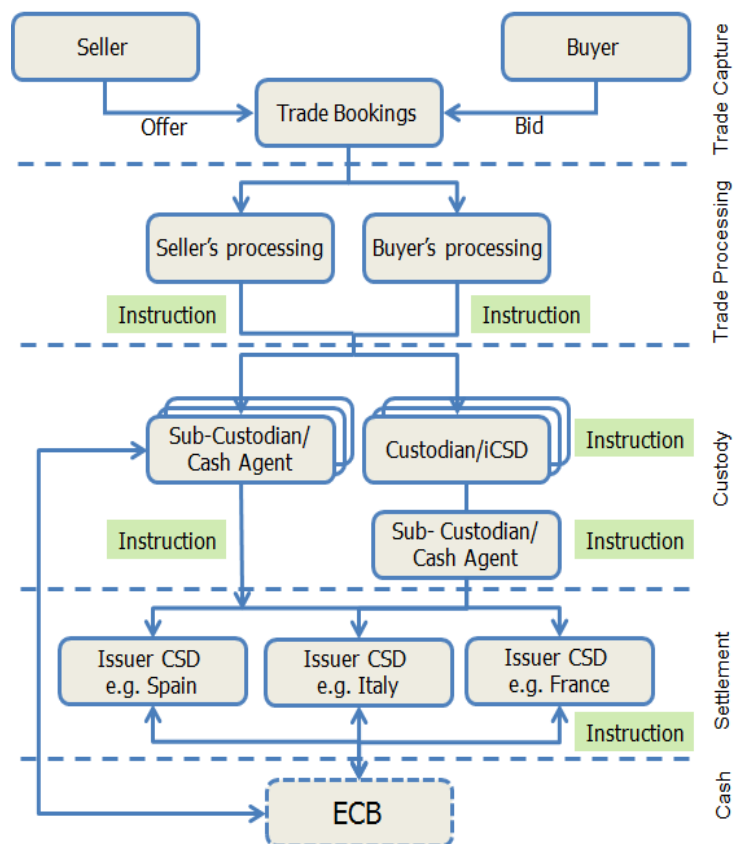 Seller
Buyer
Trade Capture
Offer
Trade Bookings
Bid
Seller's processing
Buyer's processing
Trade Processing
Instruction
Instruction
Sub-Custodian/
Cash Agent
Custodian/iCSD
Instruction
Custody
Instruction
Sub- Custodian/
Cash Agent
Instruction
Issuer CSD
e.g. Spain
Issuer CSD
e.g. Italy
Issuer CSD
e.g. France
Settlement
Instruction
ECB
Cash